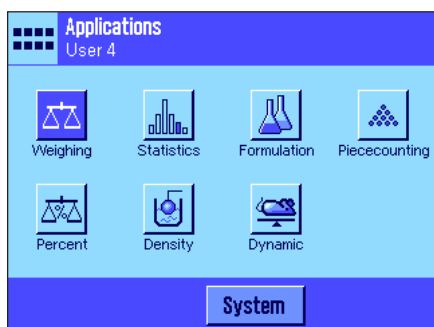 Applications
User 4
Weighing Statistics Formulation Piececounting
Percent Density Dynamic
System